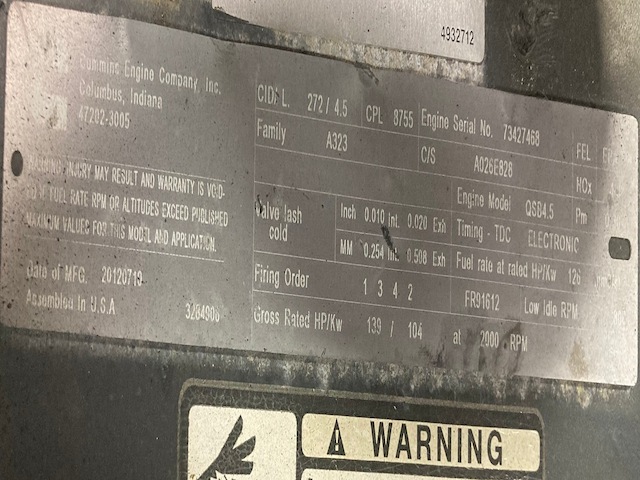 4932712
Cummins Engine Company, Inc.
Columbus, Indiana
47202-3005
INJURY MAY RESULT AND WARRANTY IS VOID
IF FUEL RATE RPM OR ALTITUDES EXCEED PUBLISHED
MAXIMUM VALUES FOR THIS MODEL AND APPLICATION.
Date of MFG. 20120719
Assembled in U.S.A 3284906
CID/ L. 272 / 4.5 CPL 8755 Engine Serial No. 73427468 FEL
Family A323 C/S A026E826 HOx
Engine Model QSB4.5 Pm
Valve lash cold Inch 0.010 Int. 0.020 Exh Timing - TDC ELECTRONIC
MM 0.254 Int. 0.508 Exh Fuel rate at rated HP/Kw 126
Firing Order 1 3 4 2 FR91612 Low Idle RPM
Gross Rated HP/Kw 139 / 104 at 2000 RPM
WARNING